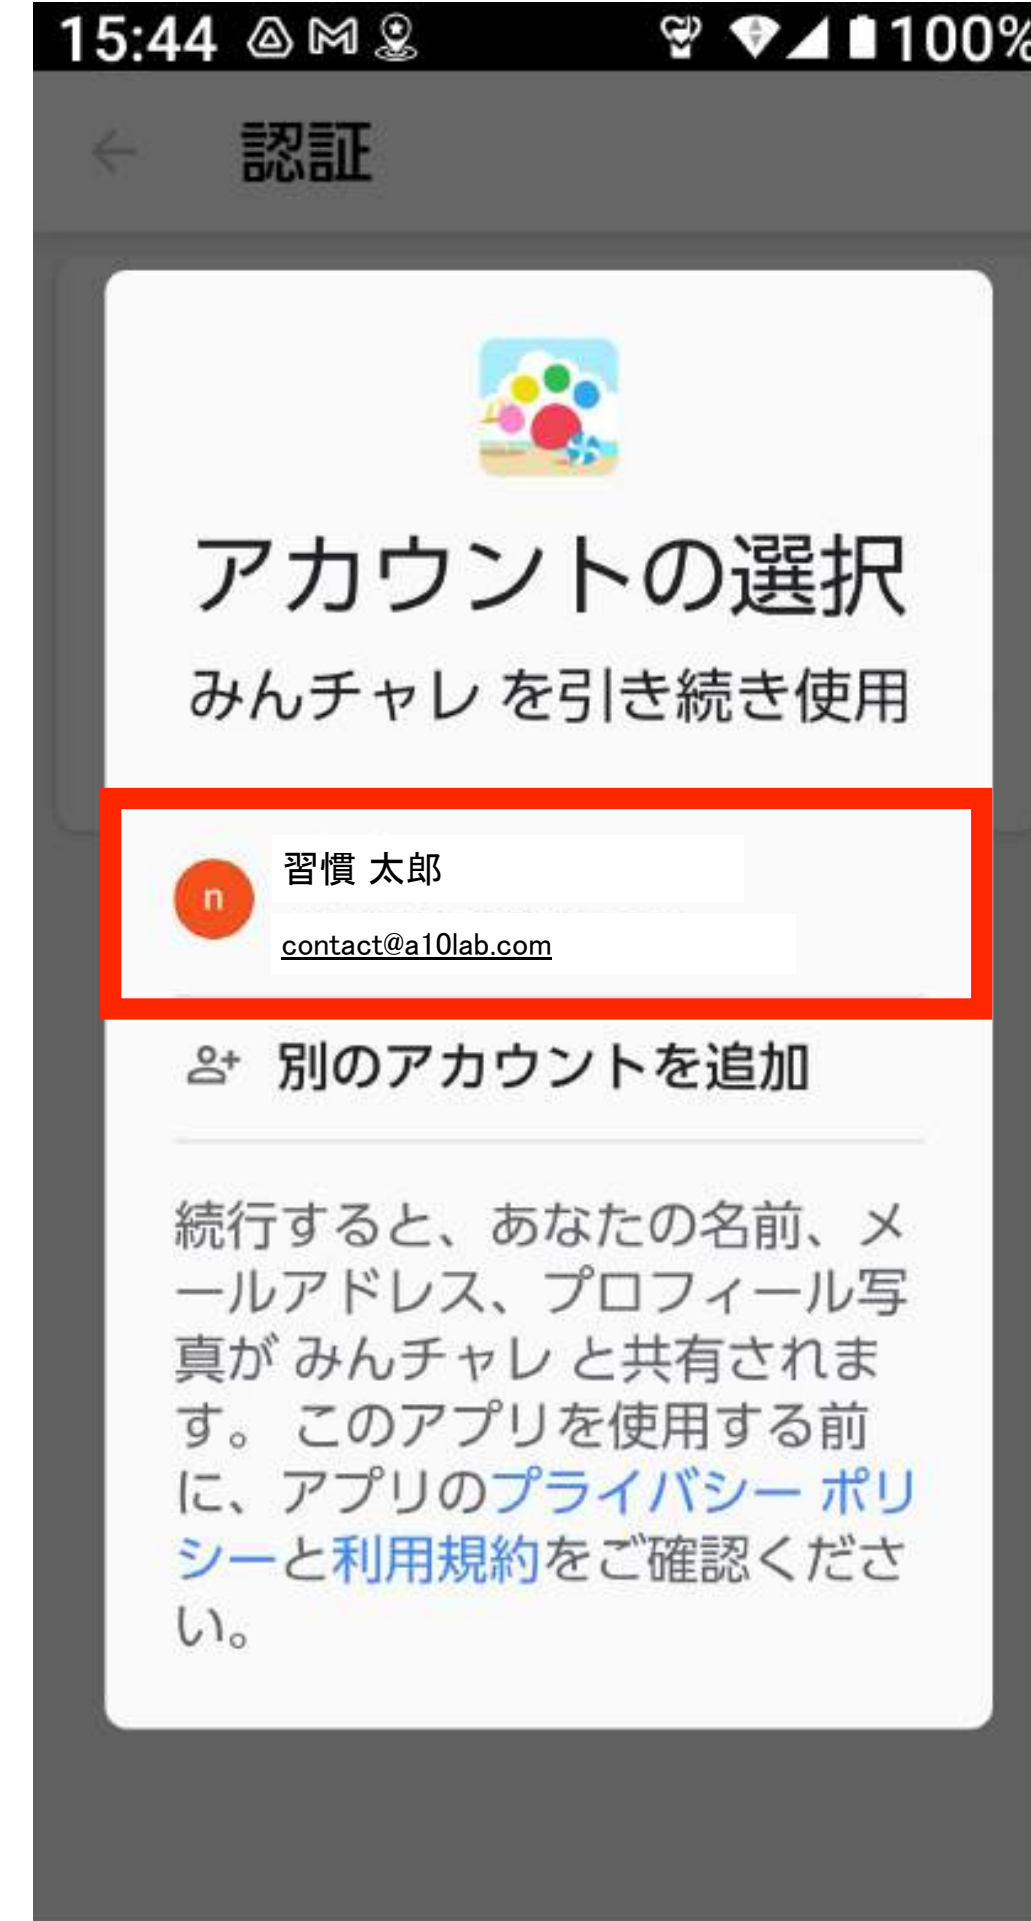 15:44 100%
認証
アカウントの選択
みんチャレ を引き続き使用
n
習慣 太郎
contact@a10lab.com
別のアカウントを追加
続行すると、あなたの名前、メ
ールアドレス、プロフィール写
真が みんチャレ と共有されま
す。 このアプリを使用する前
に、アプリのプライバシー ポリ
シーと利用規約をご確認くださ
い。